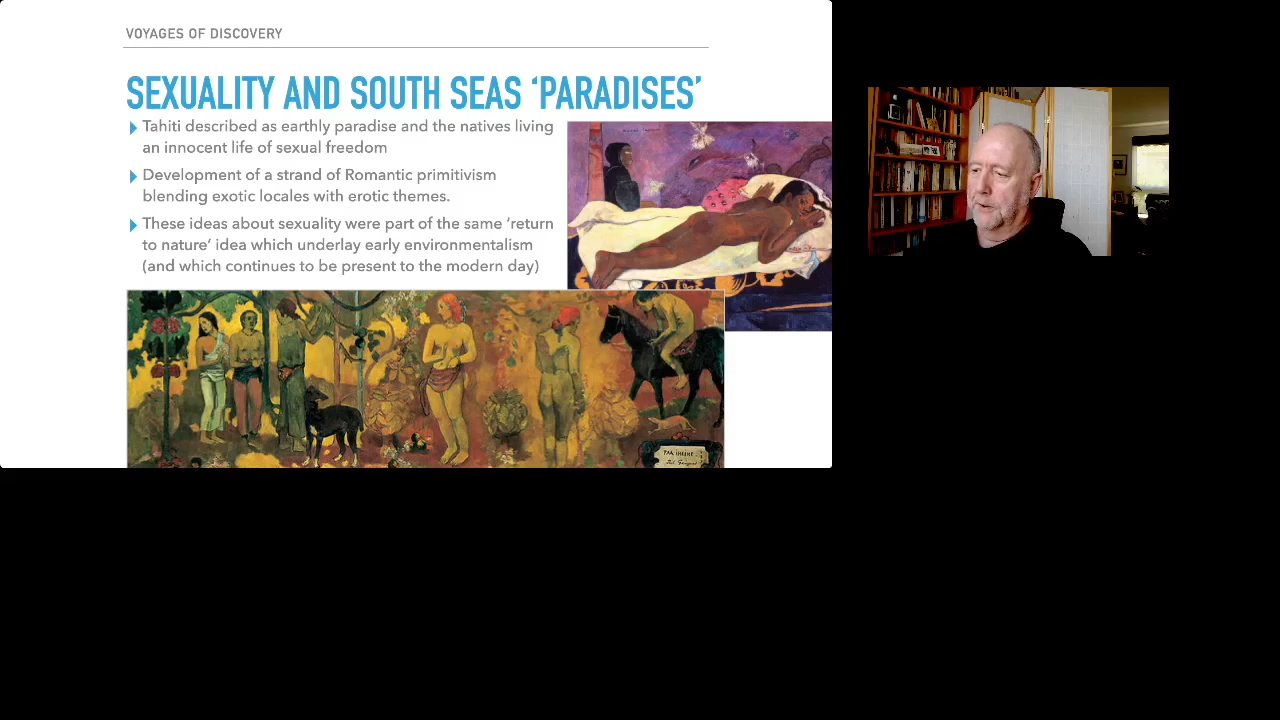 VOYAGES OF DISCOVERY
SEXUALITY AND SOUTH SEAS ‘PARADISES’
Tahiti described as earthly paradise and the natives living
an innocent life of sexual freedom
Development of a strand of Romantic primitivism
blending exotic locales with erotic themes.
These ideas about sexuality were part of the same ‘return
to nature’ idea which underlay early environmentalism
(and which continues to be present to the modern day)